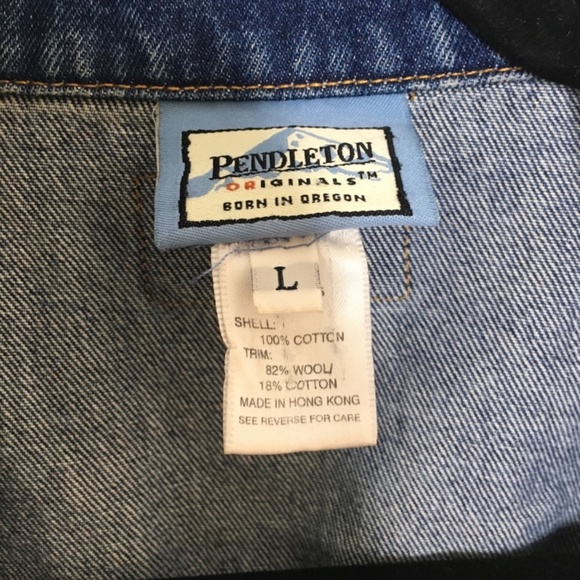 PENDLETON
ORIGINALS™
BORN IN OREGON
L
SHELL:
100% COTTON
TRIM:
82% WOOL/
18% COTTON
MADE IN HONG KONG
SEE REVERSE FOR CARE